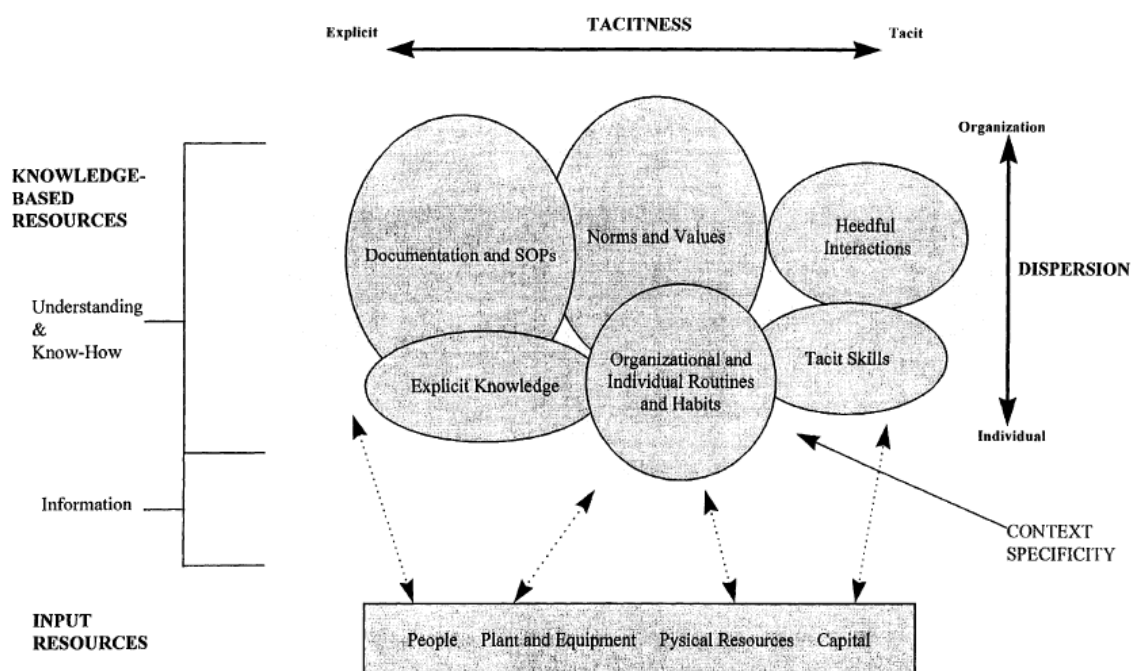 TACITNESS
Explicit
Tacit
Organization
KNOWLEDGE-
BASED
RESOURCES
Heedful
Interactions
Norms and Values
Documentation and SOPs
DISPERSION
Understanding
&
Know-How
Organizational and
Individual Routines
and Habits
Tacit Skills
Explicit Knowledge
Individual
Information
CONTEXT
SPECIFICITY
INPUT
RESOURCES
People Plant and Equipment Pysical Resources Capital